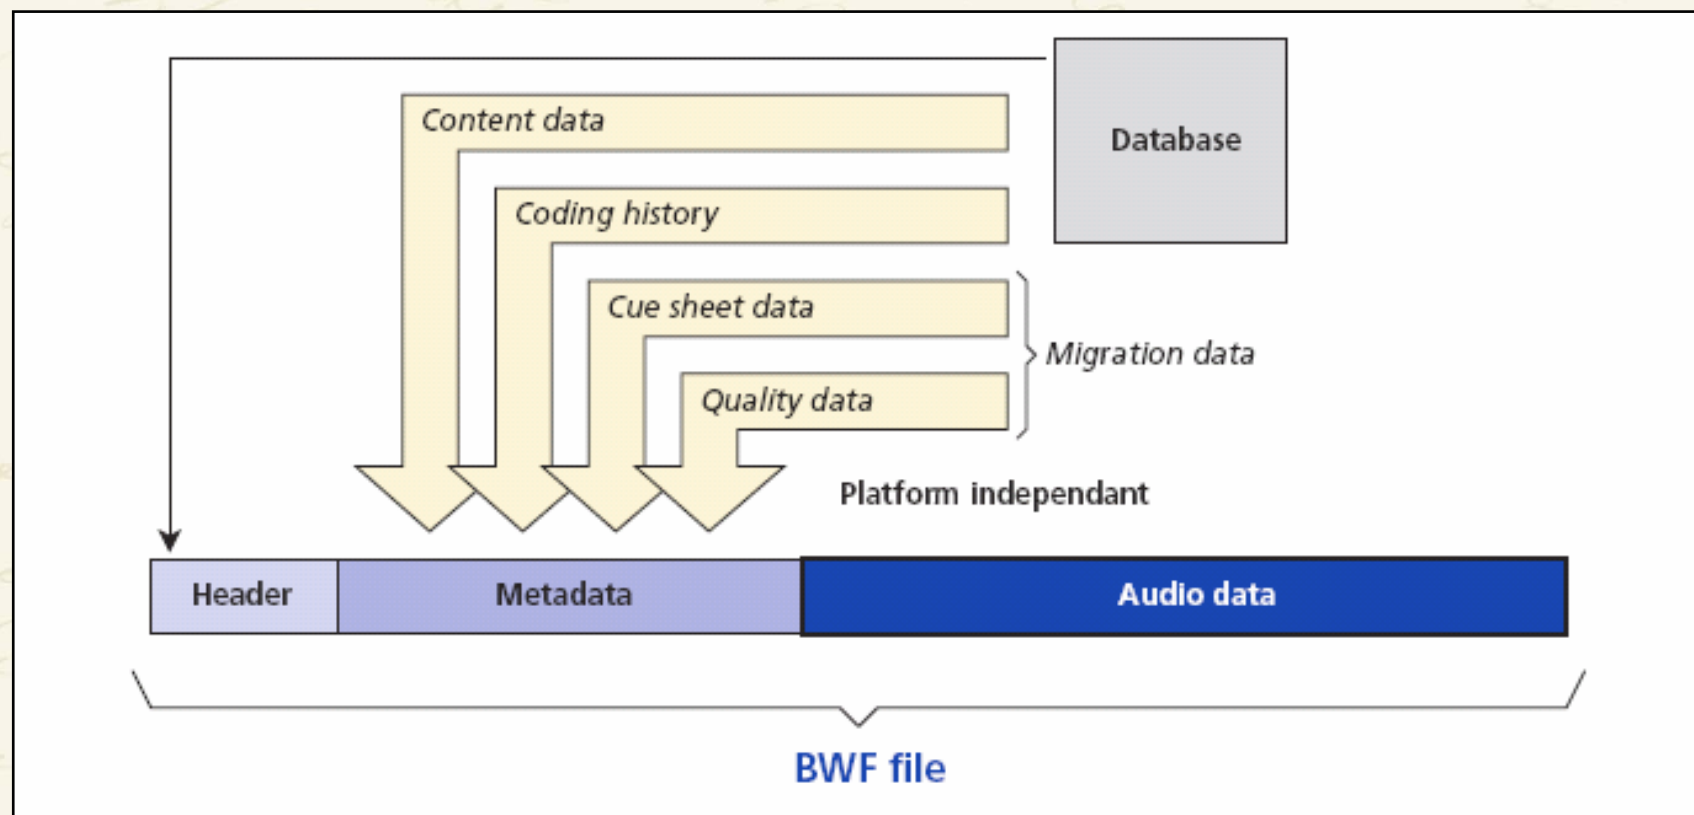 Content data
Database
Coding history
Cue sheet data
Migration data
Quality data
Platform independant
Header
Metadata
Audio data
BWF file